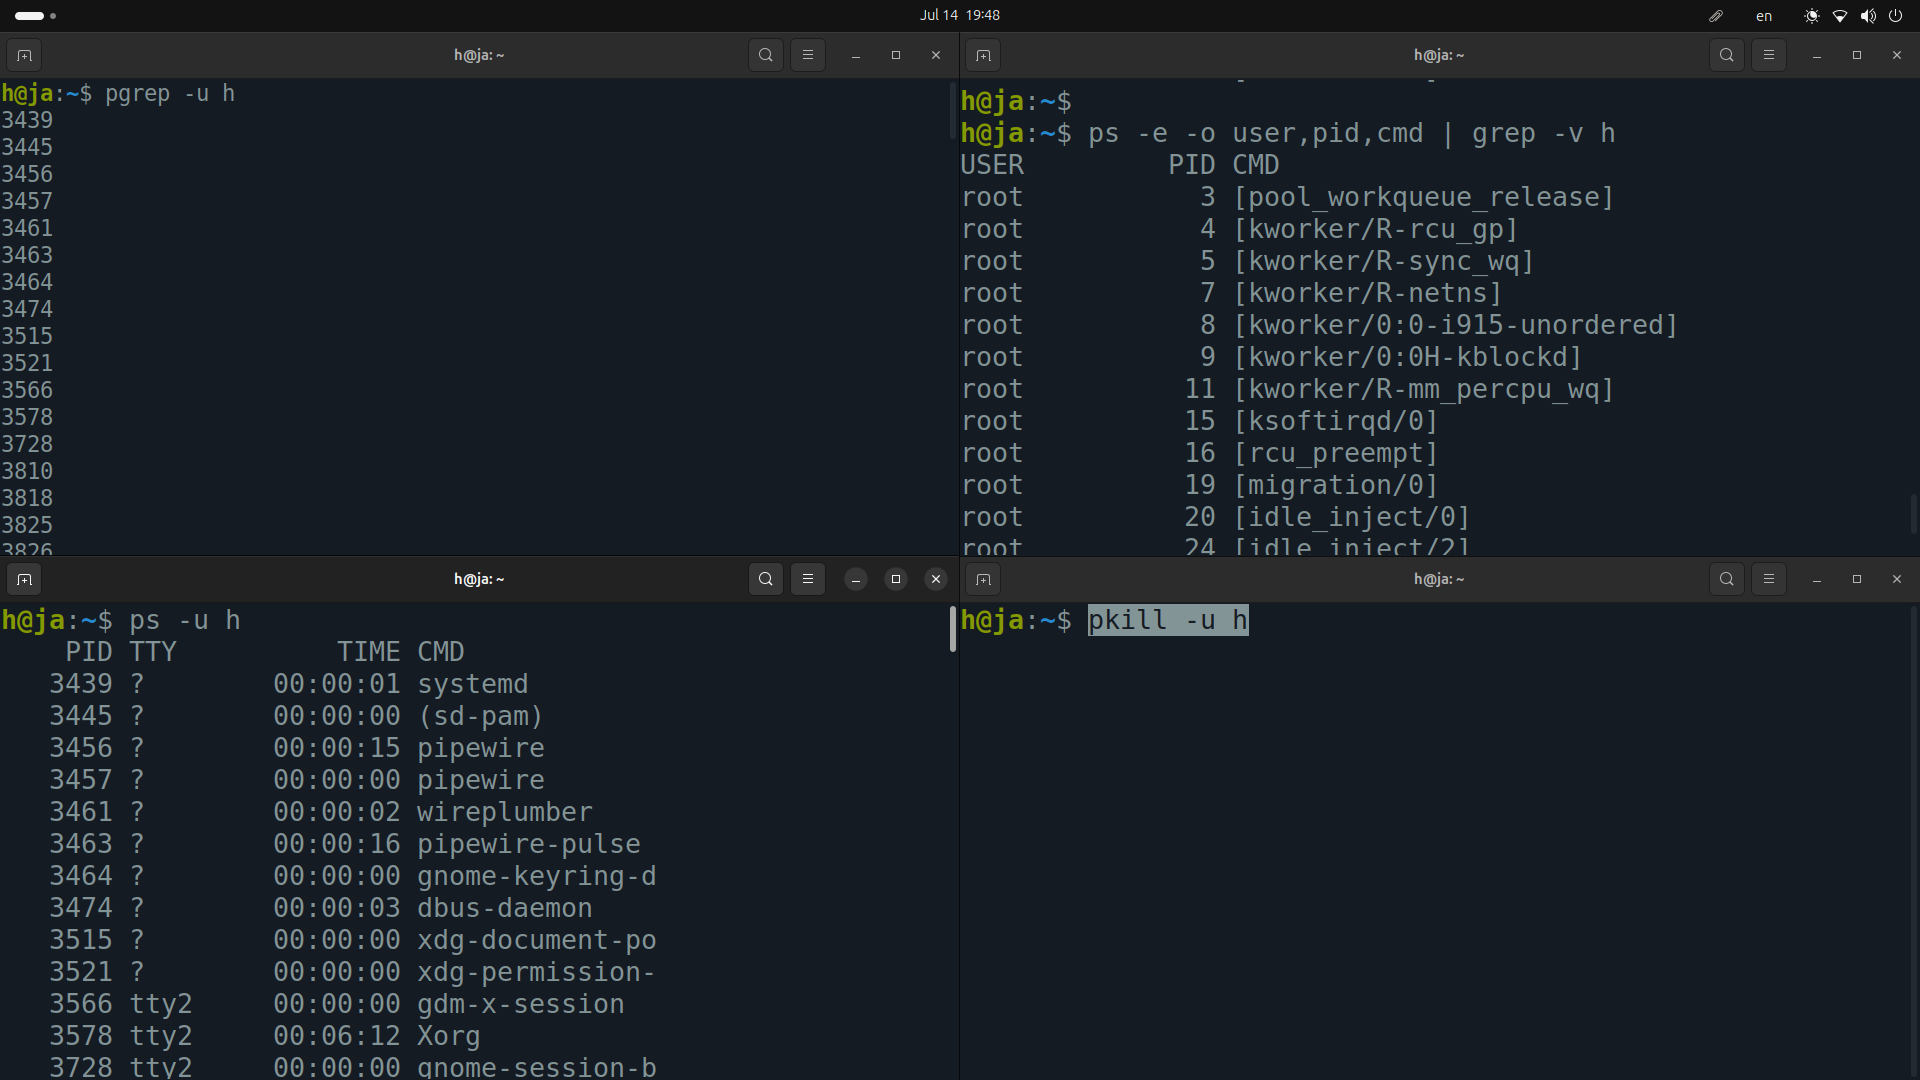 Jul 14 19:48
en
h@ja: ~
h@ja:~$ pgrep -u h
3439
3445
3456
3457
3461
3463
3464
3474
3515
3521
3566
3578
3728
3810
3818
3825
3826
h@ja: ~
h@ja:~$
h@ja:~$ ps -e -o user,pid,cmd | grep -v h
USER PID CMD
root 3 [pool_workqueue_release]
root 4 [kworker/R-rcu_gp]
root 5 [kworker/R-sync_wq]
root 7 [kworker/R-netns]
root 8 [kworker/0:0-i915-unordered]
root 9 [kworker/0:0H-kblockd]
root 11 [kworker/R-mm_percpu_wq]
root 15 [ksoftirqd/0]
root 16 [rcu_preempt]
root 19 [migration/0]
root 20 [idle_inject/0]
root 24 [idle_inject/2]
h@ja: ~
h@ja:~$ ps -u h
PID TTY TIME CMD
3439 ? 00:00:01 systemd
3445 ? 00:00:00 (sd-pam)
3456 ? 00:00:15 pipewire
3457 ? 00:00:00 pipewire
3461 ? 00:00:02 wireplumber
3463 ? 00:00:16 pipewire-pulse
3464 ? 00:00:00 gnome-keyring-d
3474 ? 00:00:03 dbus-daemon
3515 ? 00:00:00 xdg-document-po
3521 ? 00:00:00 xdg-permission-
3566 tty2 00:00:00 gdm-x-session
3578 tty2 00:06:12 Xorg
3728 tty2 00:00:00 gnome-session-b
h@ja: ~
h@ja:~$ pkill -u h